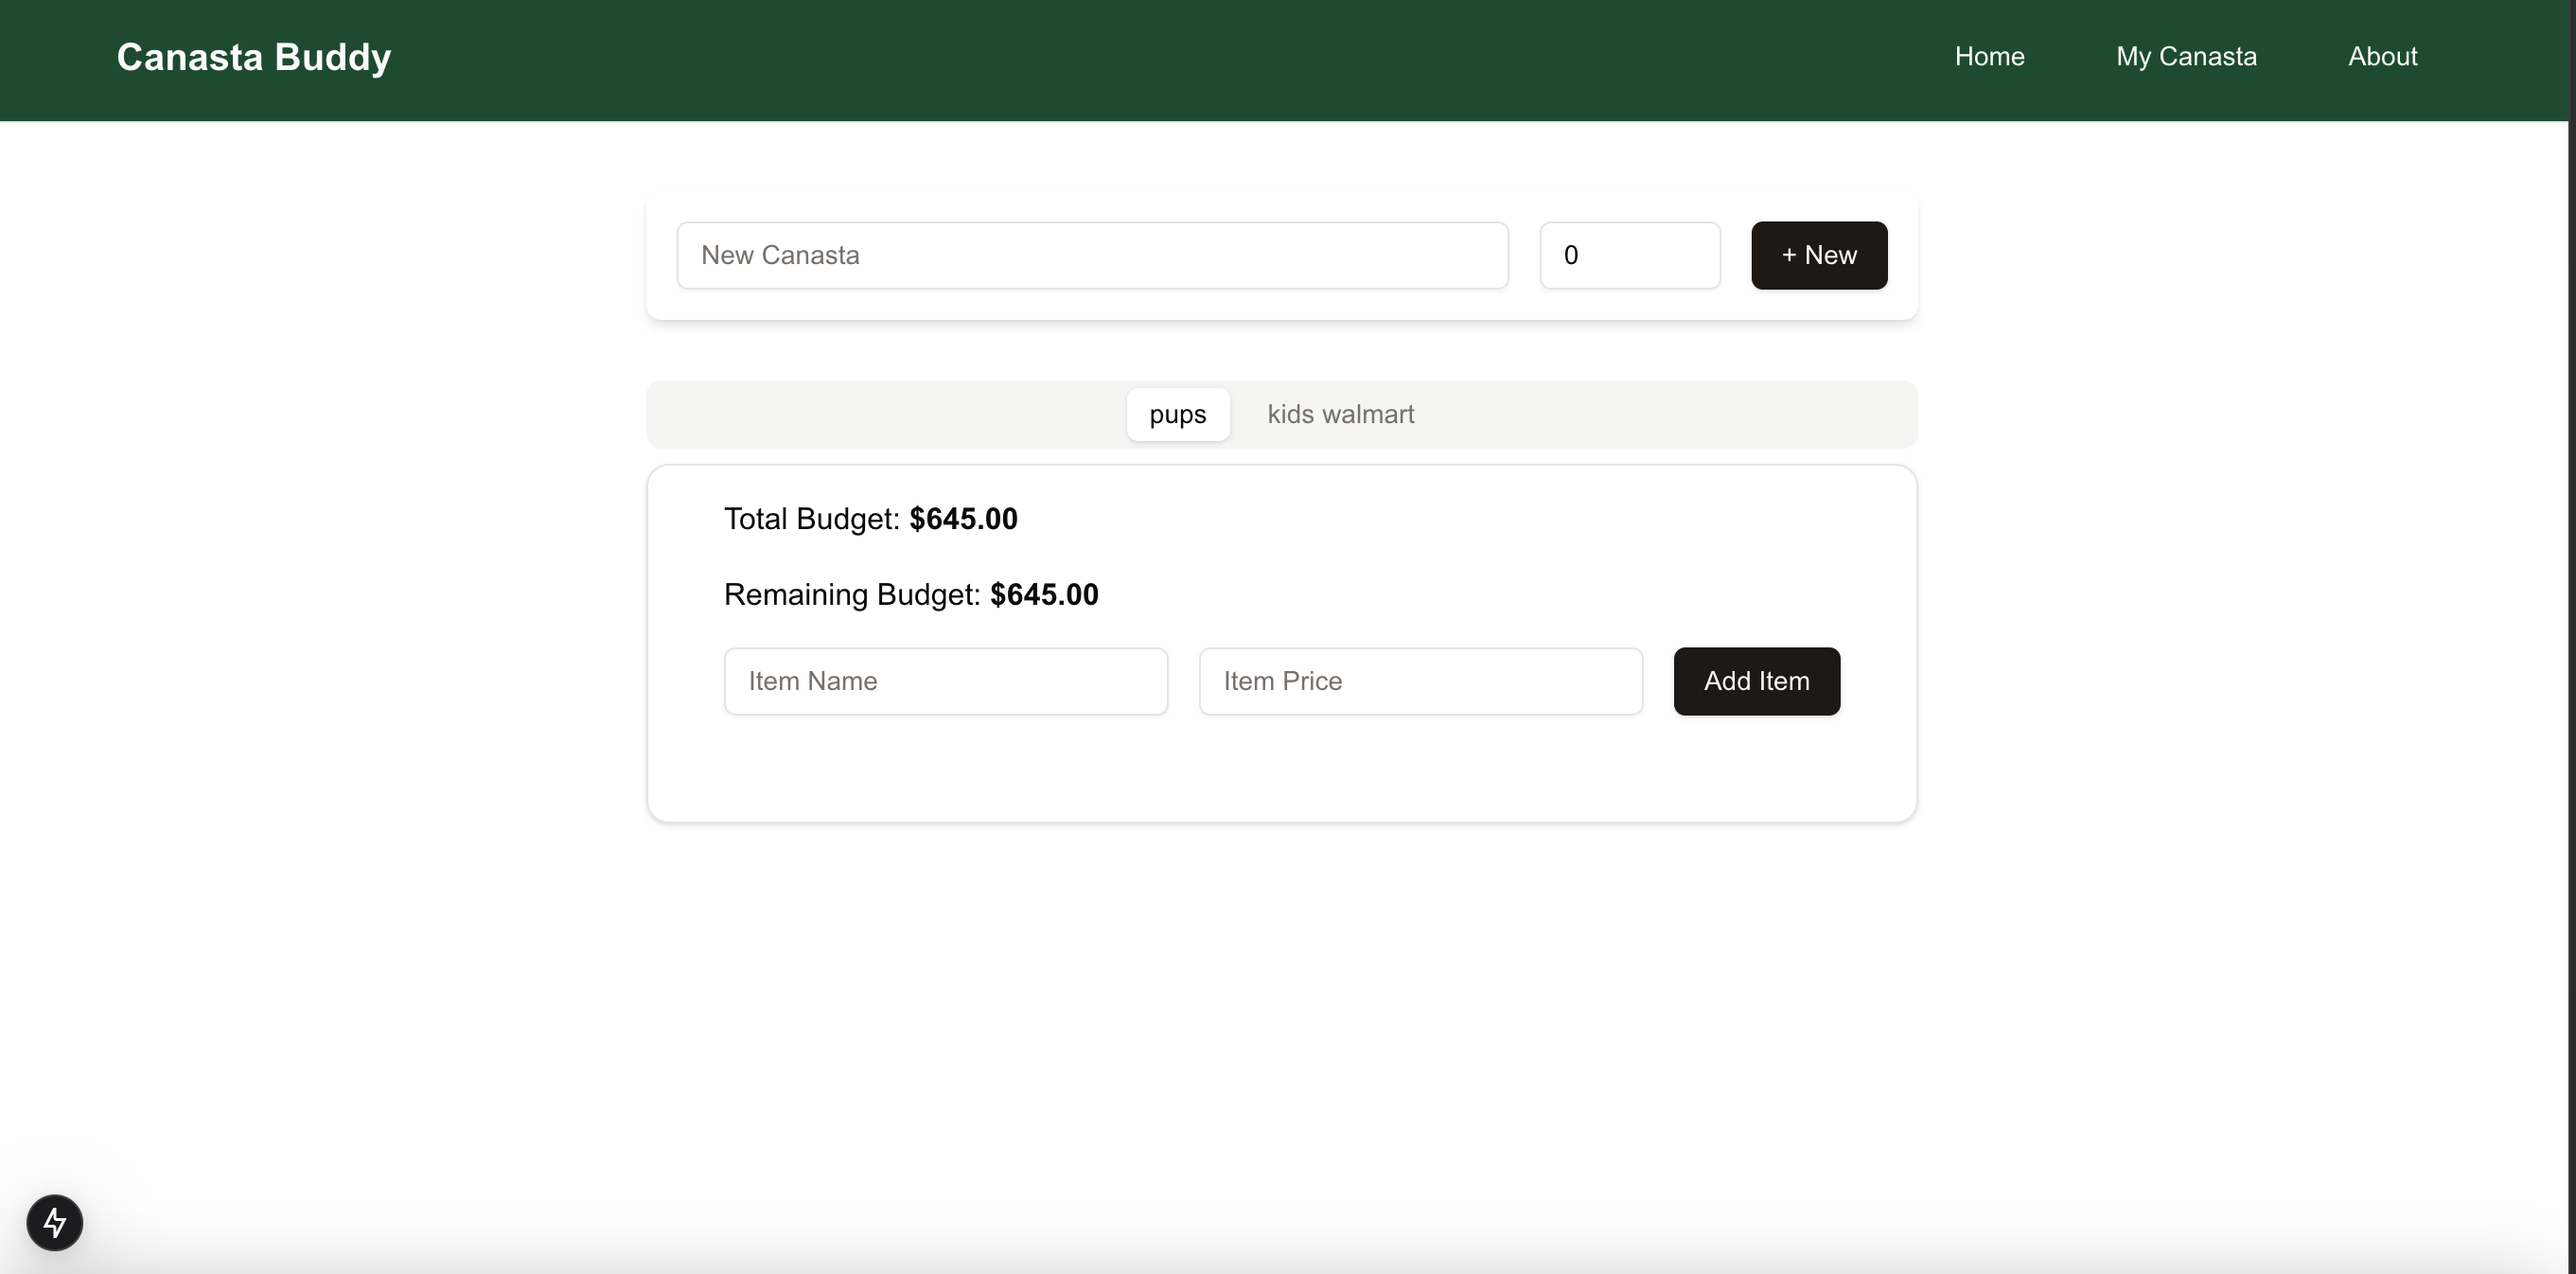 Canasta Buddy
Home My Canasta About
New Canasta 0 + New
pups kids walmart
Total Budget: $645.00
Remaining Budget: $645.00
Item Name Item Price Add Item